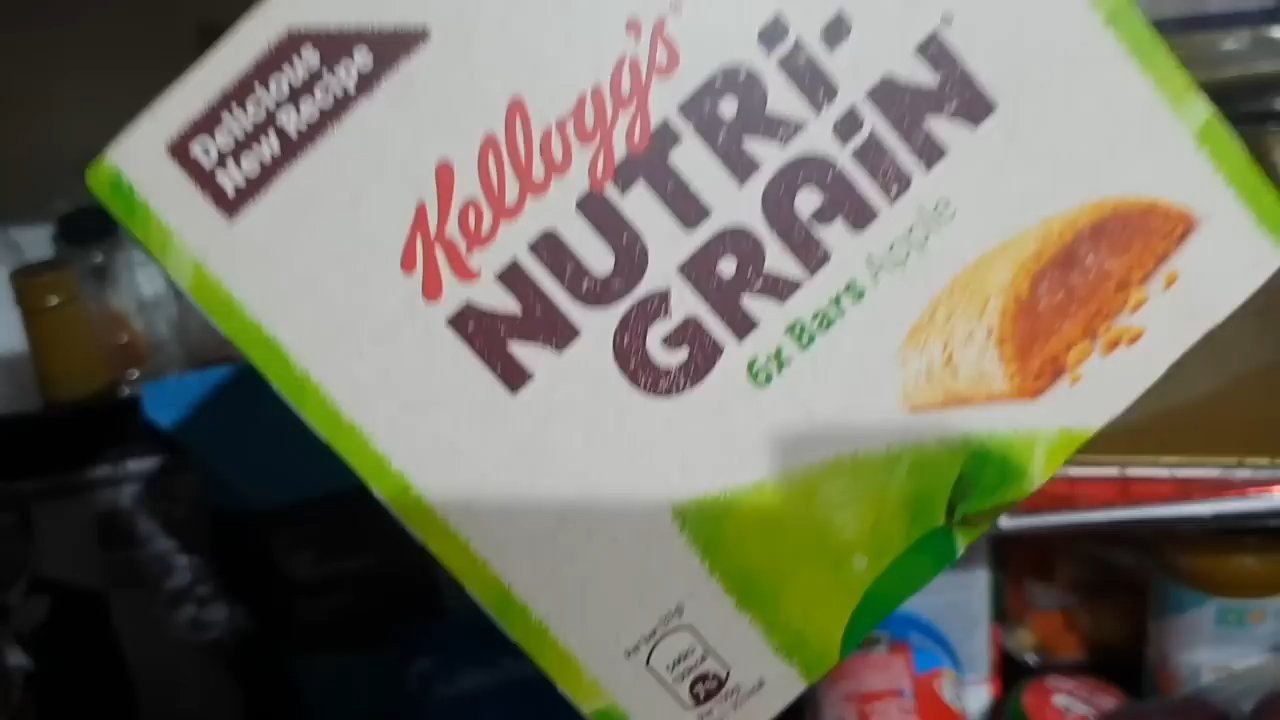 Delicious
New Recipe
Kellogg's
NUTRi-
GRAiN
6x Bars Apple